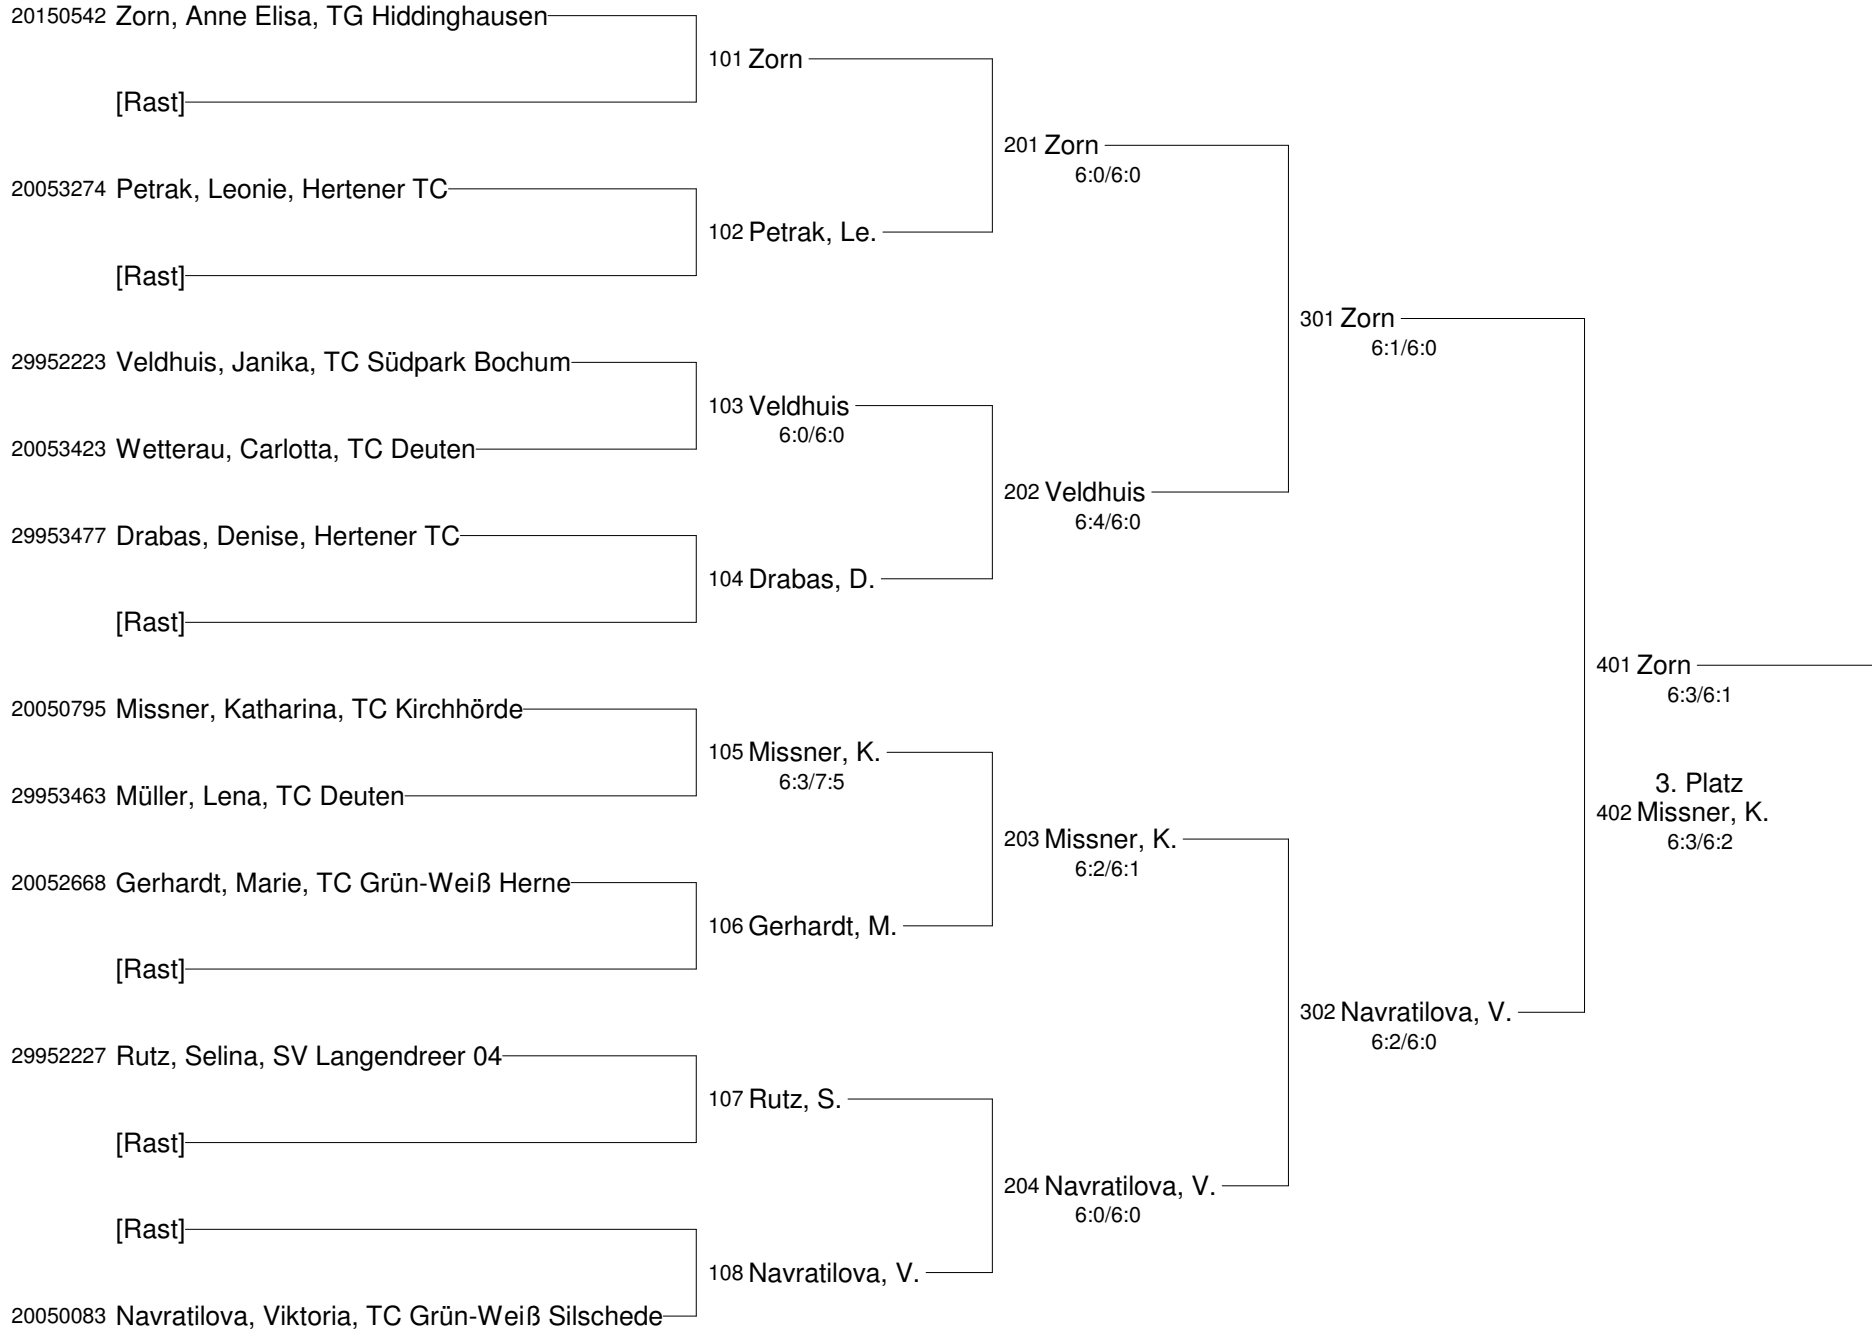 20150542 Zorn, Anne Elisa, TG Hiddinghausen
[Rast]
20053274 Petrak, Leonie, Hertener TC
[Rast]
29952223 Veldhuis, Janika, TC Südpark Bochum
20053423 Wetterau, Carlotta, TC Deuten
29953477 Drabas, Denise, Hertener TC
[Rast]
20050795 Missner, Katharina, TC Kirchhörde
29953463 Müller, Lena, TC Deuten
20052668 Gerhardt, Marie, TC Grün-Weiß Herne
[Rast]
29952227 Rutz, Selina, SV Langendreer 04
[Rast]
[Rast]
20050083 Navratilova, Viktoria, TC Grün-Weiß Silschede
101 Zorn
102 Petrak, Le.
103 Veldhuis
6:0/6:0
104 Drabas, D.
105 Missner, K.
6:3/7:5
106 Gerhardt, M.
107 Rutz, S.
108 Navratilova, V.
201 Zorn
6:0/6:0
202 Veldhuis
6:4/6:0
203 Missner, K.
6:2/6:1
204 Navratilova, V.
6:0/6:0
301 Zorn
6:1/6:0
302 Navratilova, V.
6:2/6:0
401 Zorn
6:3/6:1
3. Platz
402 Missner, K.
6:3/6:2